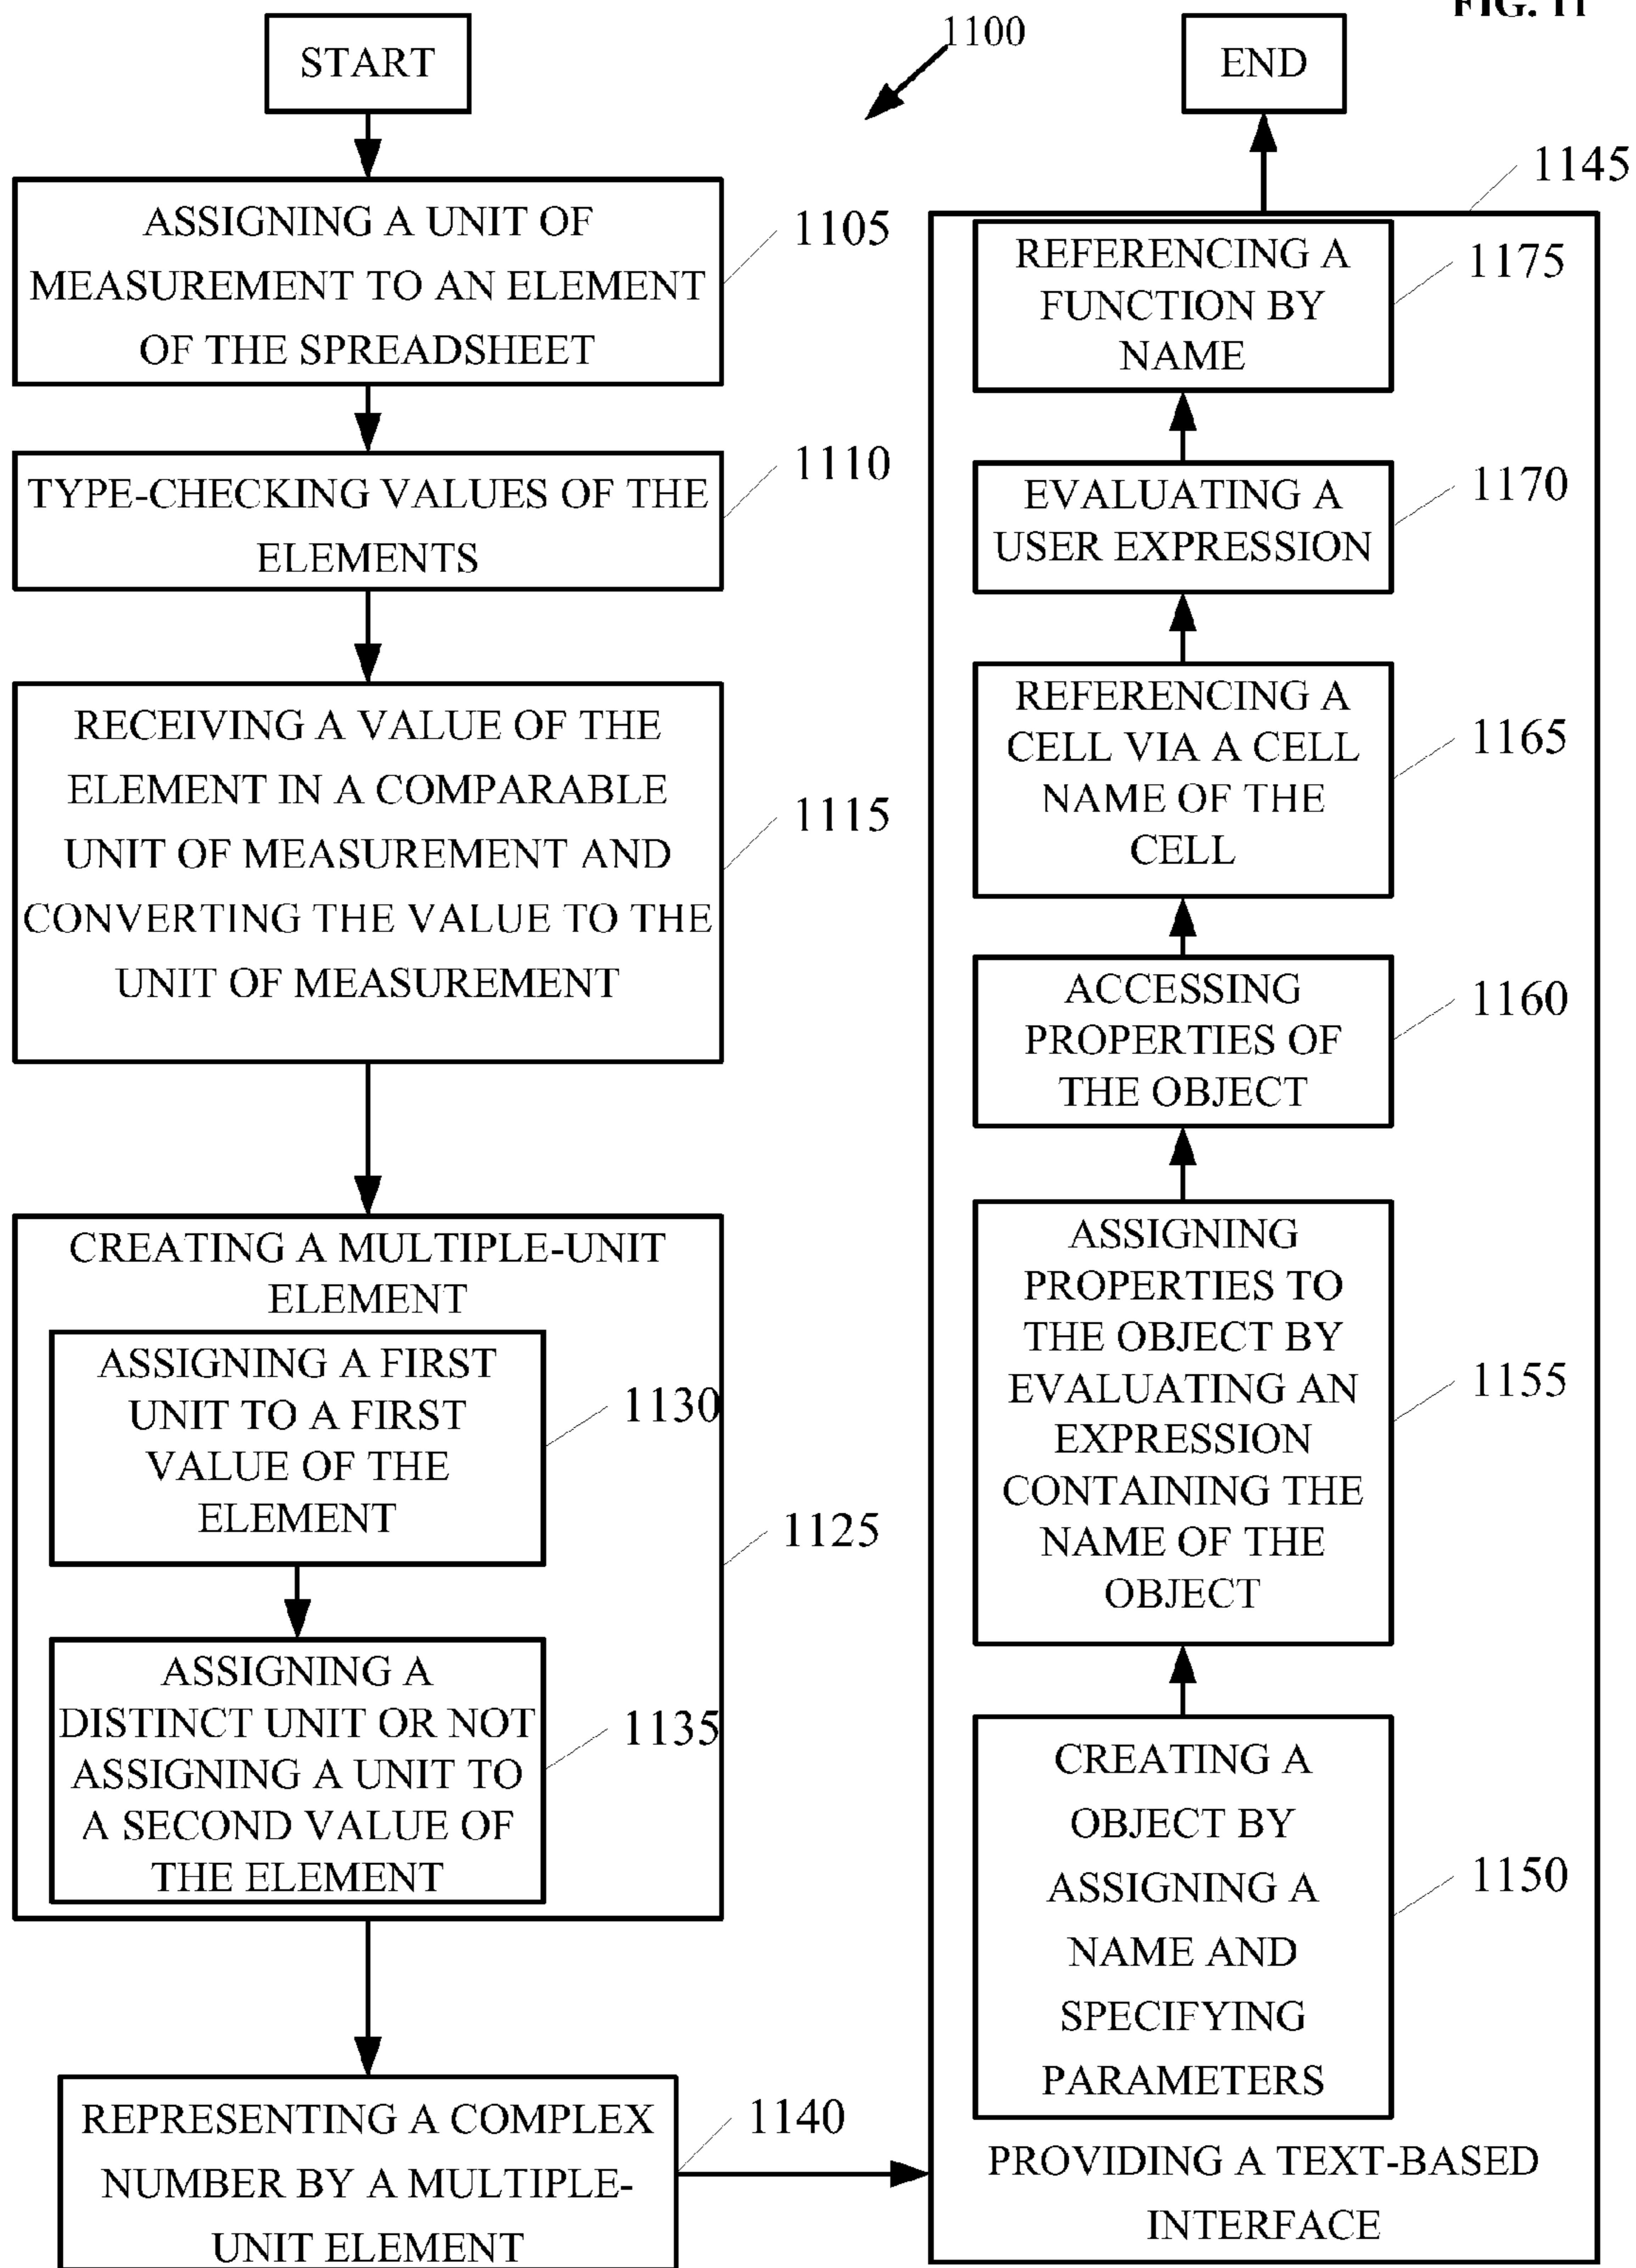 FIG. 11
1100
START
ASSIGNING A UNIT OF
MEASUREMENT TO AN ELEMENT
OF THE SPREADSHEET
1105
TYPE-CHECKING VALUES OF THE
ELEMENTS
1110
RECEIVING A VALUE OF THE
ELEMENT IN A COMPARABLE
UNIT OF MEASUREMENT AND
CONVERTING THE VALUE TO THE
UNIT OF MEASUREMENT
1115
CREATING A MULTIPLE-UNIT
ELEMENT
ASSIGNING A FIRST
UNIT TO A FIRST
VALUE OF THE
ELEMENT
1130
1125
ASSIGNING A
DISTINCT UNIT OR NOT
ASSIGNING A UNIT TO
A SECOND VALUE OF
THE ELEMENT
1135
REPRESENTING A COMPLEX
NUMBER BY A MULTIPLE-
UNIT ELEMENT
1140
END
1145
REFERENCING A
FUNCTION BY
NAME
1175
EVALUATING A
USER EXPRESSION
1170
REFERENCING A
CELL VIA A CELL
NAME OF THE
CELL
1165
ACCESSING
PROPERTIES OF
THE OBJECT
1160
ASSIGNING
PROPERTIES TO
THE OBJECT BY
EVALUATING AN
EXPRESSION
CONTAINING THE
NAME OF THE
OBJECT
1155
CREATING A
OBJECT BY
ASSIGNING A
NAME AND
SPECIFYING
PARAMETERS
1150
PROVIDING A TEXT-BASED
INTERFACE